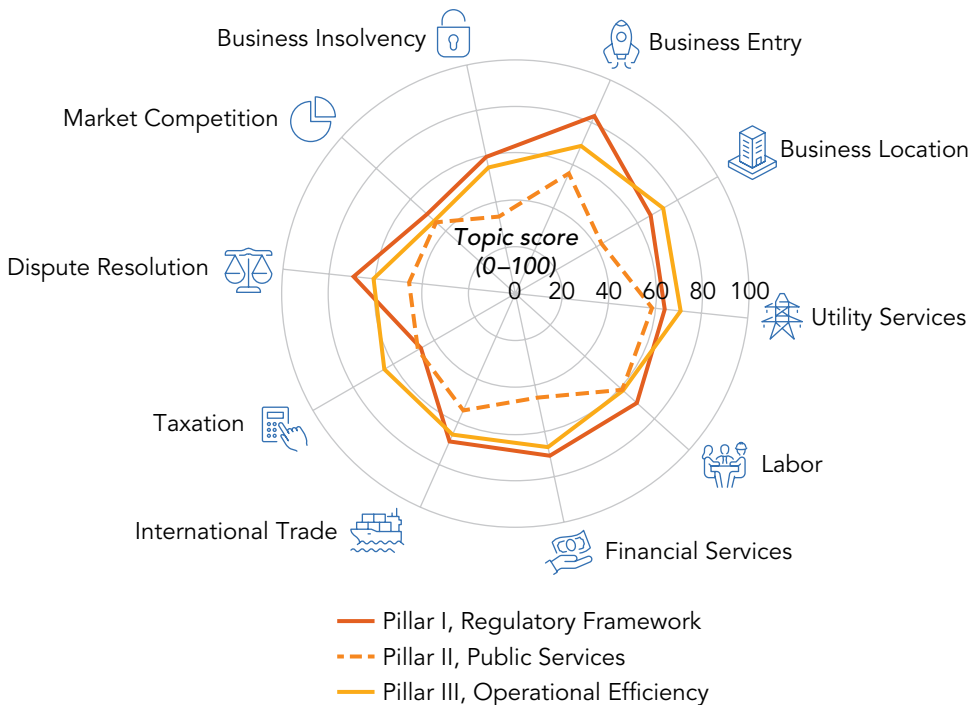 Business Insolvency
Business Entry
Market Competition
Business Location
Dispute Resolution
Topic score
(0–100)
0 20 40 60 80 100
Utility Services
Taxation
Labor
International Trade
Financial Services
Pillar I, Regulatory Framework
Pillar II, Public Services
Pillar III, Operational Efficiency